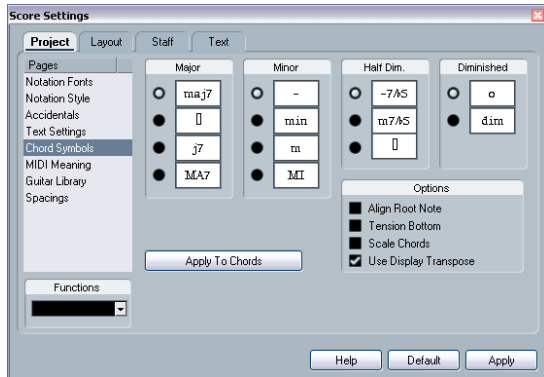 Score Settings
Project Layout Staff Text
Pages
Notation Fonts
Notation Style
Accidentals
Text Settings
Chord Symbols
MIDI Meaning
Guitar Library
Spacings
Functions
Major
maj7
j7
MA7
Minor
-
min
m
MI
Half Dim.
-7/♭5
m7/♭5
Diminished
o
dim
Options
Align Root Note
Tension Bottom
Scale Chords
Use Display Transpose
Apply To Chords
Help Default Apply